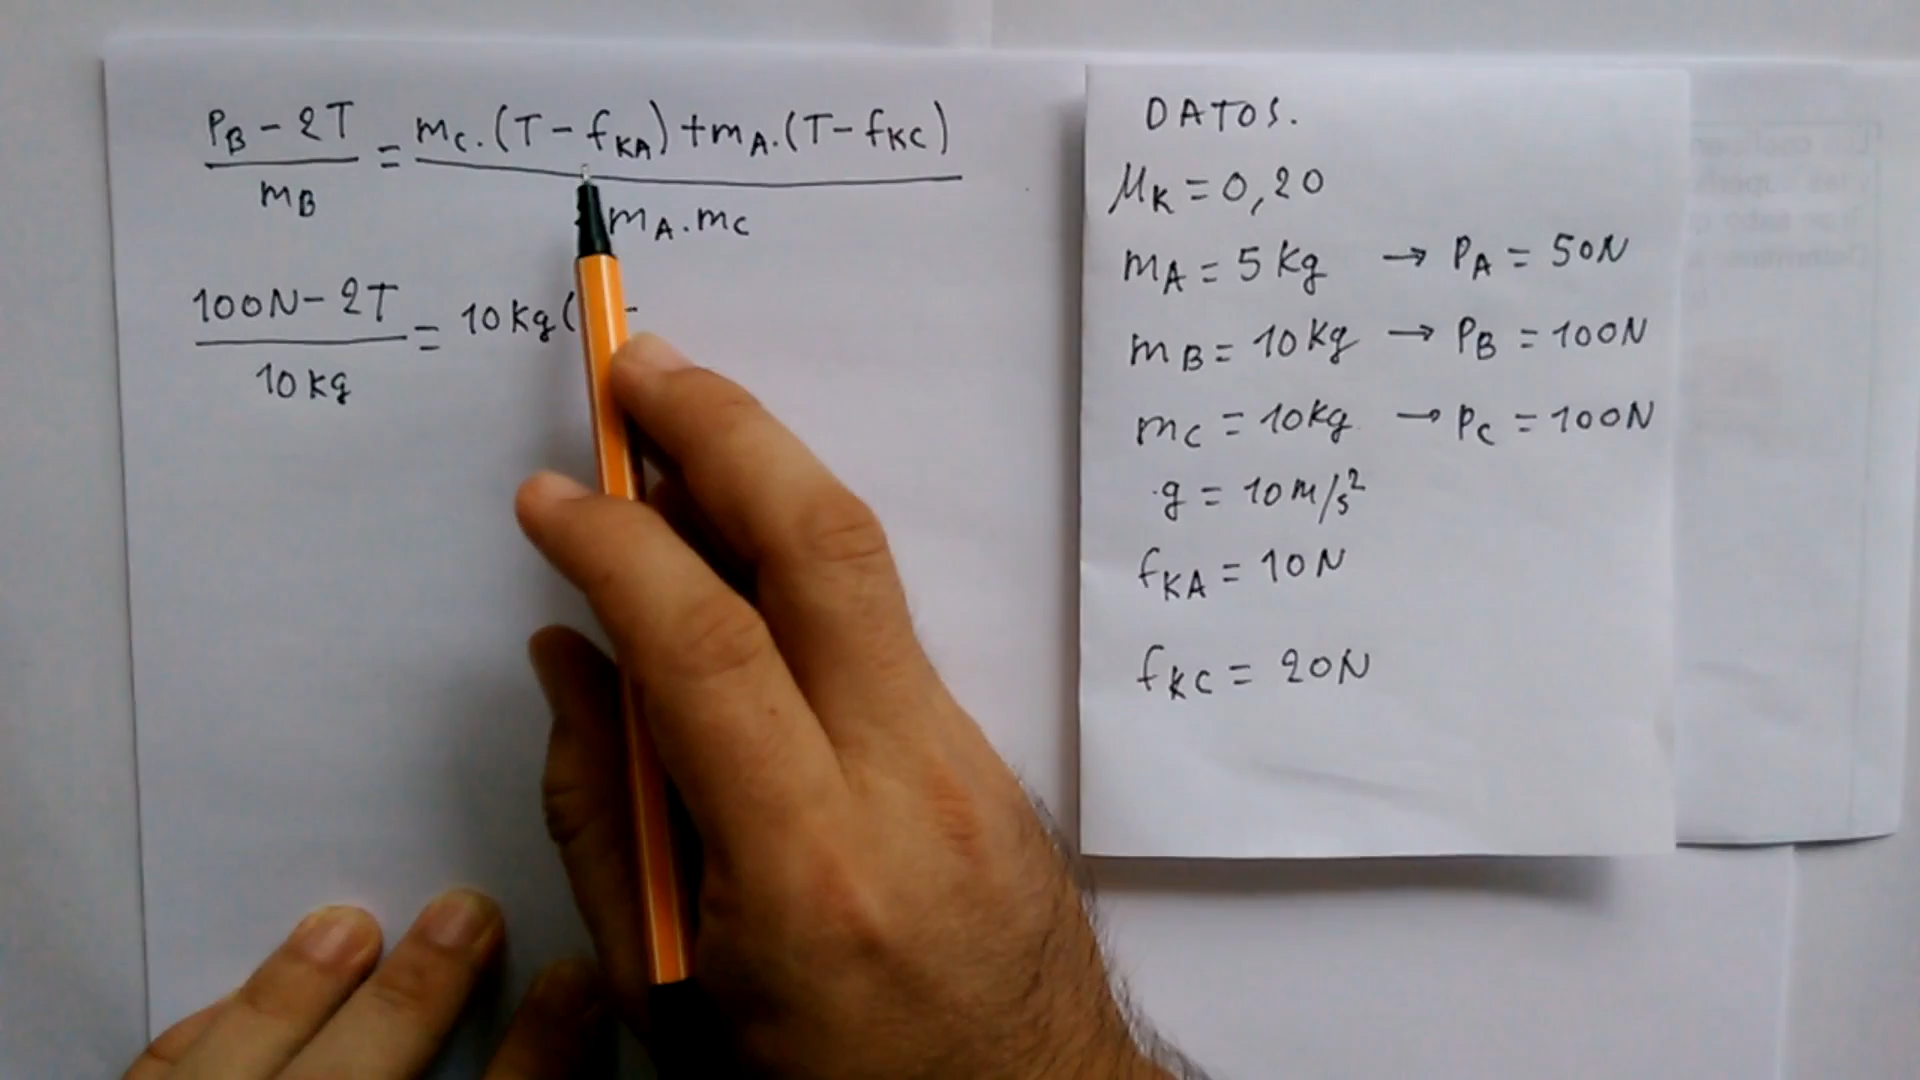 P_B - 2T / m_B = m_C . (T - f_KA) + m_A . (T - f_KC) / m_A . m_C
100N - 2T / 10 kg = 10 kg ( -
DATOS.
μ_K = 0,20
m_A = 5 kg → P_A = 50N
m_B = 10 kg → P_B = 100N
m_C = 10kg → P_C = 100N
g = 10 m/s²
f_KA = 10 N
f_KC = 20N